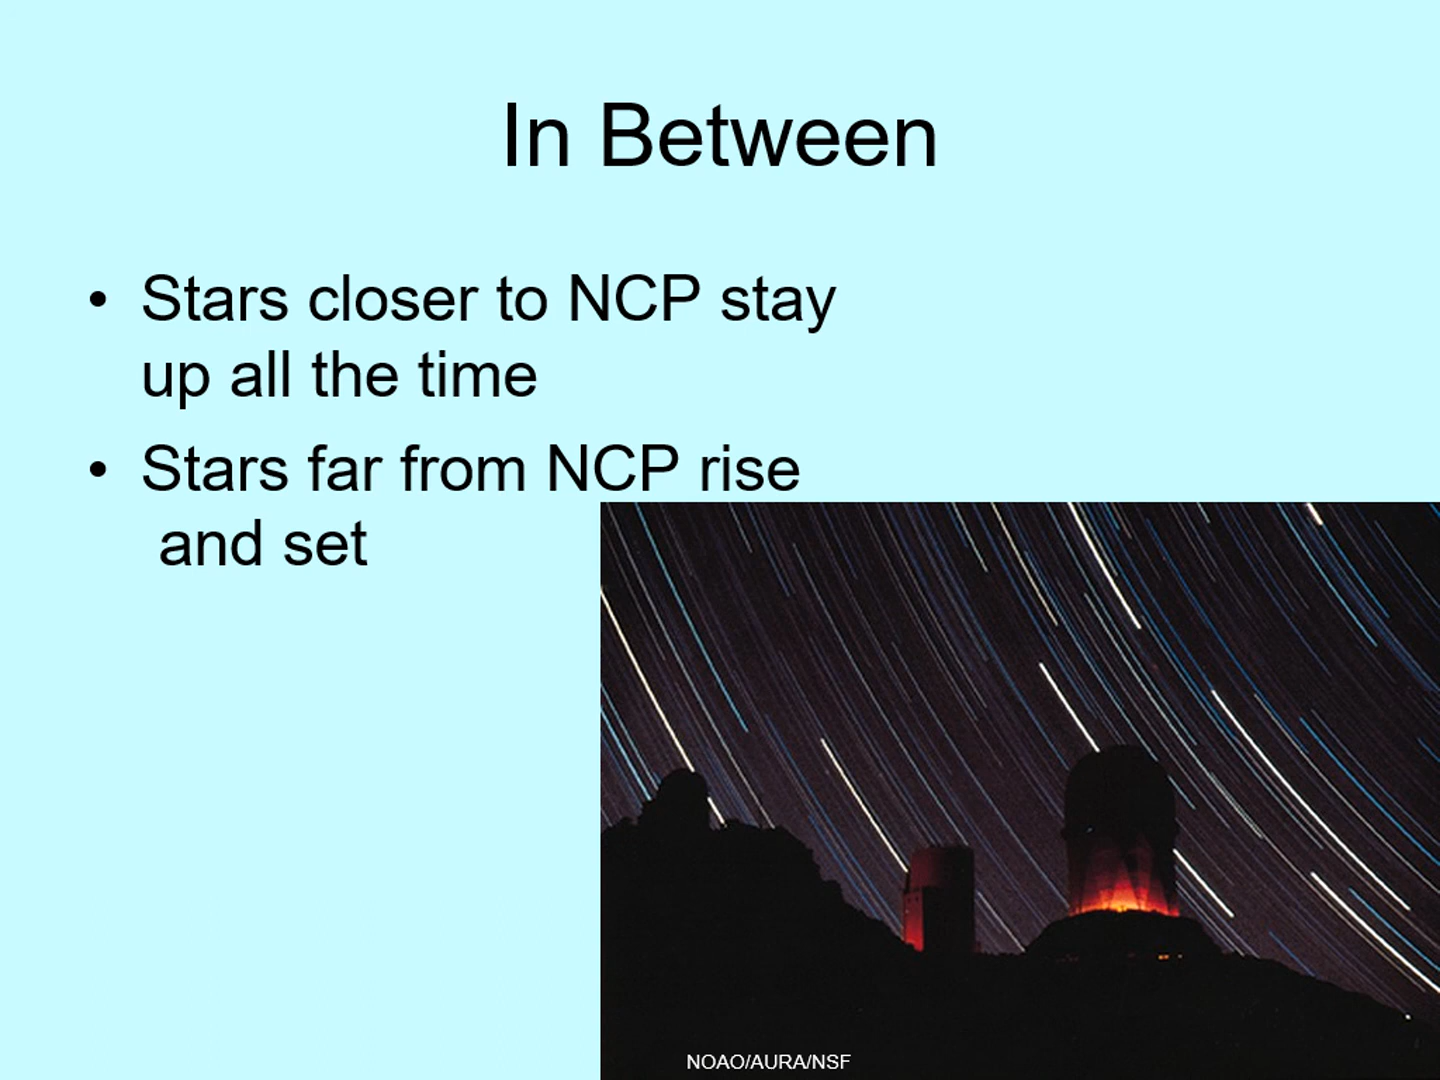 In Between
• Stars closer to NCP stay
up all the time
• Stars far from NCP rise
and set
NOAO/AURA/NSF